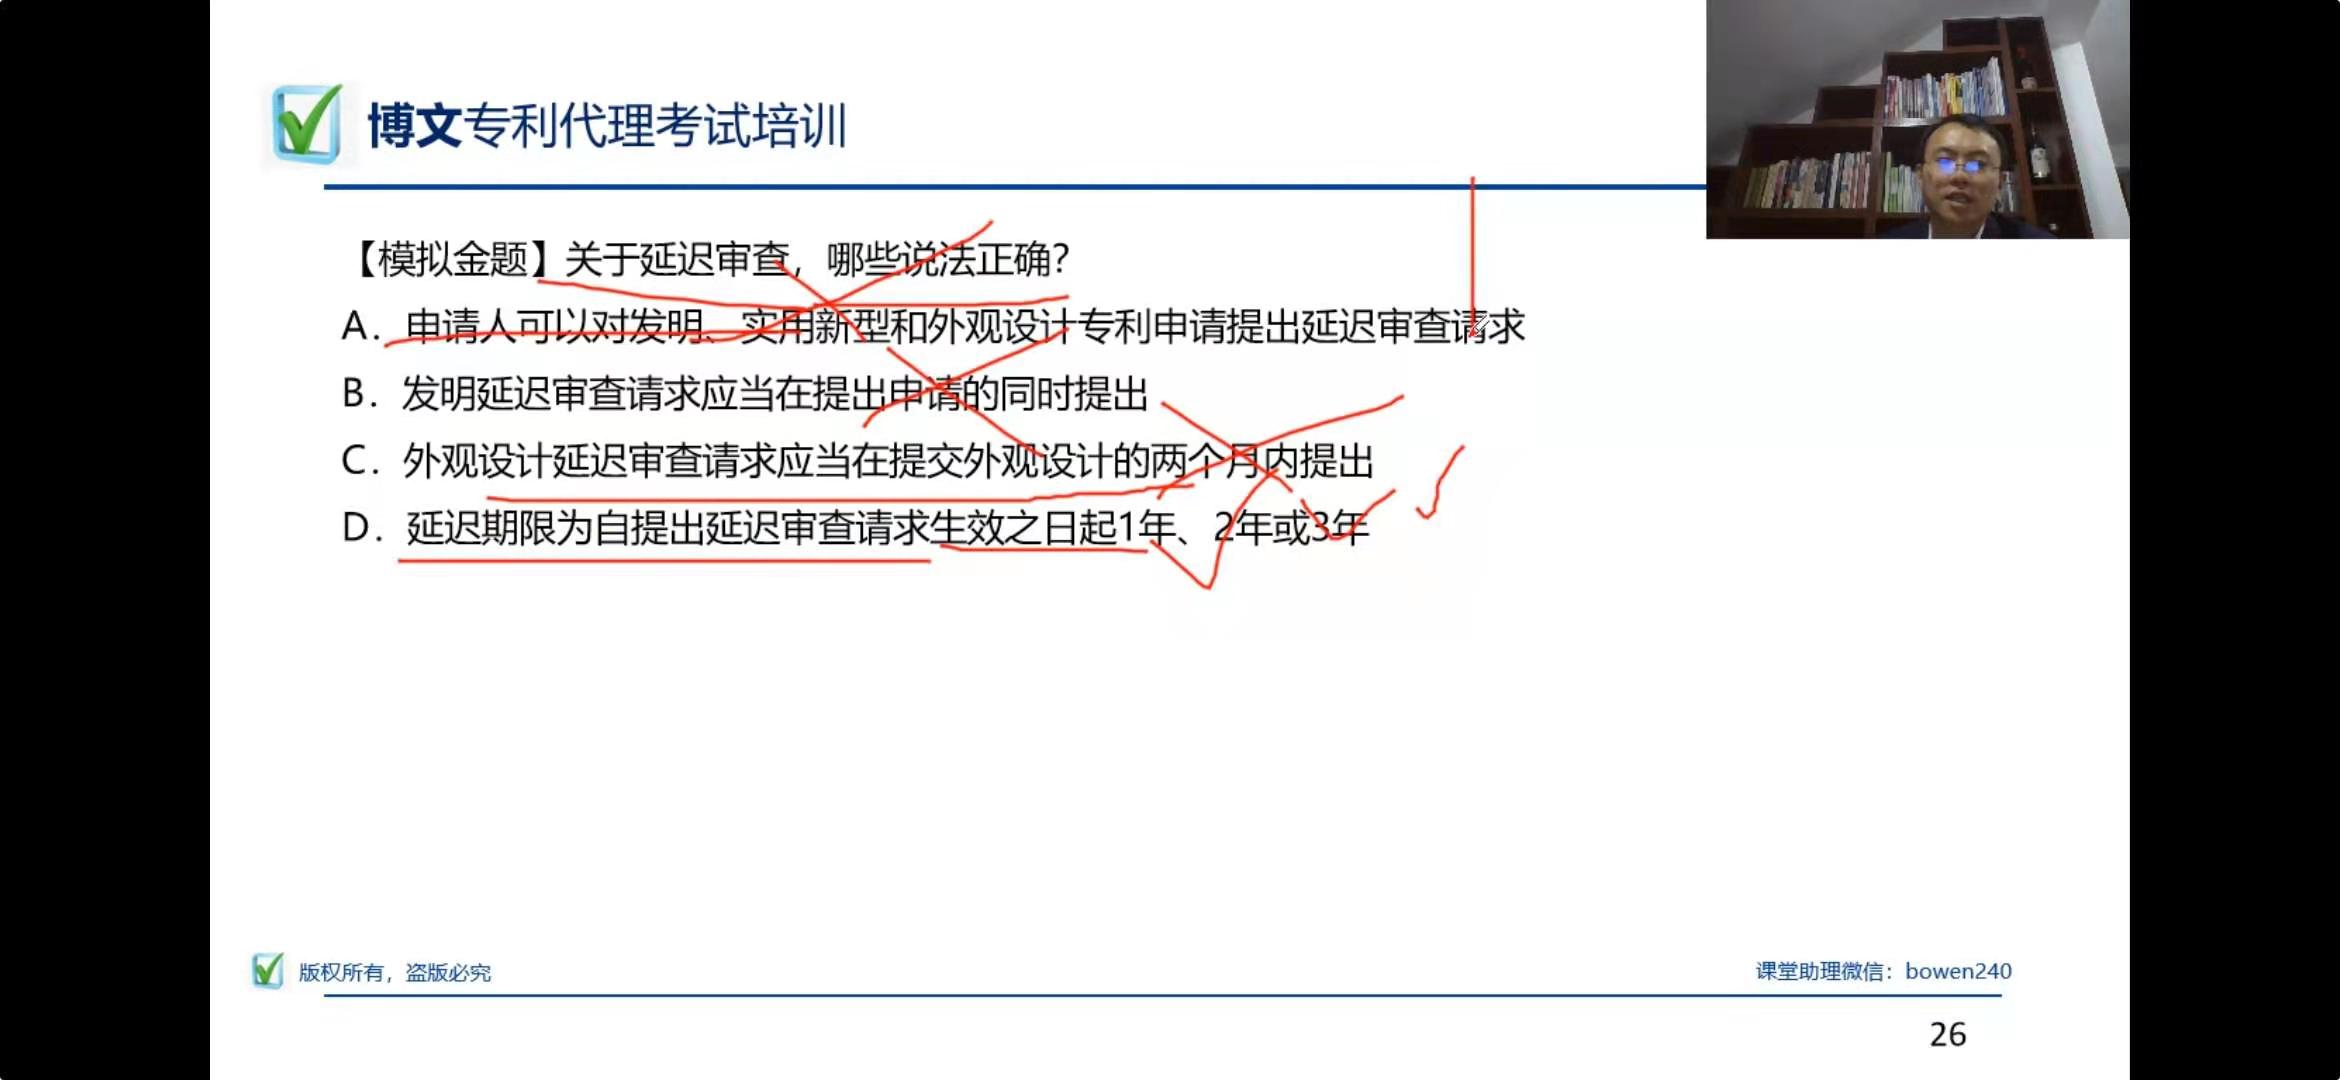 博文专利代理考试培训
【模拟金题】关于延迟审查，哪些说法正确？
A．申请人可以对发明、实用新型和外观设计专利申请提出延迟审查请求
B．发明延迟审查请求应当在提出申请的同时提出
C．外观设计延迟审查请求应当在提交外观设计的两个月内提出
D．延迟期限为自提出延迟审查请求生效之日起1年、2年或3年
版权所有，盗版必究
课堂助理微信：bowen240
26